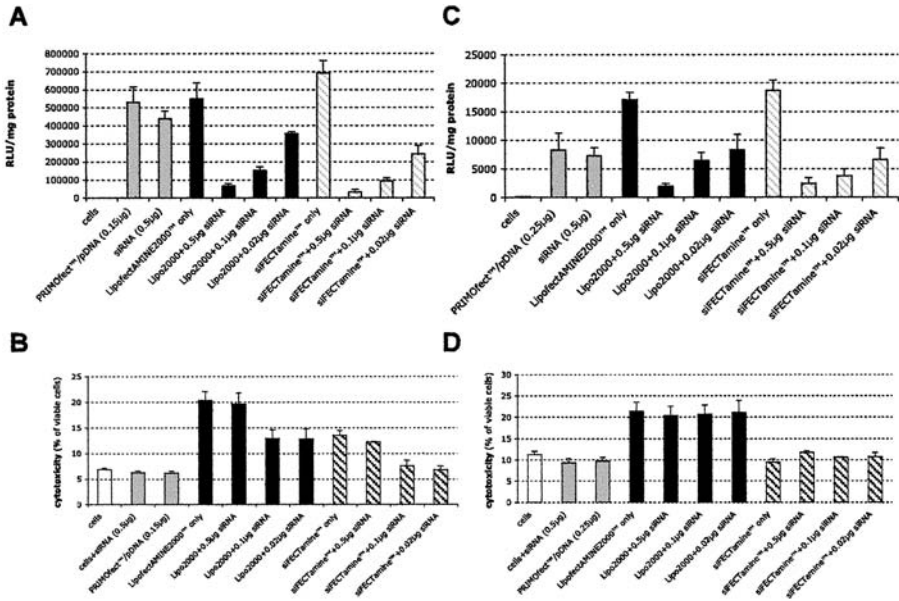 A
RLU/mg protein
800000
700000
600000
500000
400000
300000
200000
100000
0
cells
PRIMOfect™/pDNA (0.15µg)
siRNA (0.5µg)
LipofectAMINE2000™ only
Lipo2000+0.5µg siRNA
Lipo2000+0.1µg siRNA
Lipo2000+0.02µg siRNA
siFECTamine™ only
siFECTamine™+0.5µg siRNA
siFECTamine™+0.1µg siRNA
siFECTamine™+0.02µg siRNA
C
RLU/mg protein
25000
20000
15000
10000
5000
0
cells
PRIMOfect™/pDNA (0.25µg)
siRNA (0.5µg)
LipofectAMINE2000™ only
Lipo2000+0.5µg siRNA
Lipo2000+0.1µg siRNA
Lipo2000+0.02µg siRNA
siFECTamine™ only
siFECTamine™+0.5µg siRNA
siFECTamine™+0.1µg siRNA
siFECTamine™+0.02µg siRNA
B
cytotoxicity (% of viable cells)
25
20
15
10
5
0
cells
cells+siRNA (0.5µg)
PRIMOfect™/pDNA (0.15µg)
LipofectAMINE2000™ only
Lipo2000+0.5µg siRNA
Lipo2000+0.1µg siRNA
Lipo2000+0.02µg siRNA
siFECTamine™ only
siFECTamine™+0.5µg siRNA
siFECTamine™+0.1µg siRNA
siFECTamine™+0.02µg siRNA
D
cytotoxicity (% of viable cells)
30
25
20
15
10
5
0
cells
cells+siRNA (0.5µg)
PRIMOfect™/pDNA (0.25µg)
LipofectAMINE2000™ only
Lipo2000+0.5µg siRNA
Lipo2000+0.1µg siRNA
Lipo2000+0.02µg siRNA
siFECTamine™ only
siFECTamine™+0.5µg siRNA
siFECTamine™+0.1µg siRNA
siFECTamine™+0.02µg siRNA